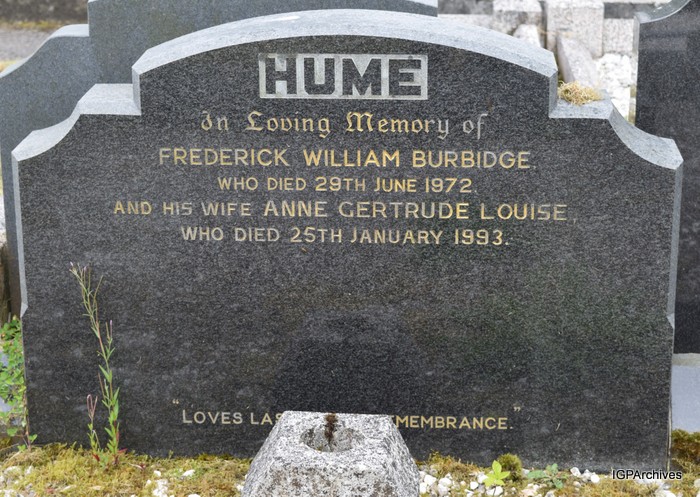 HUME
In Loving Memory of
FREDERICK WILLIAM BURBIDGE.
WHO DIED 29TH JUNE 1972.
AND HIS WIFE ANNE GERTRUDE LOUISE,
WHO DIED 25TH JANUARY 1993.
"LOVES LAS EMEMBRANCE."
IGPArchives